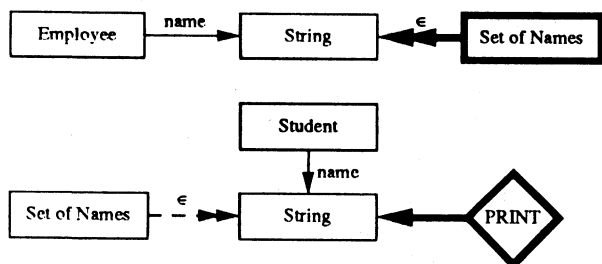 name
∈
Employee
String
Set of Names
Student
name
∈
Set of Names
String
PRINT